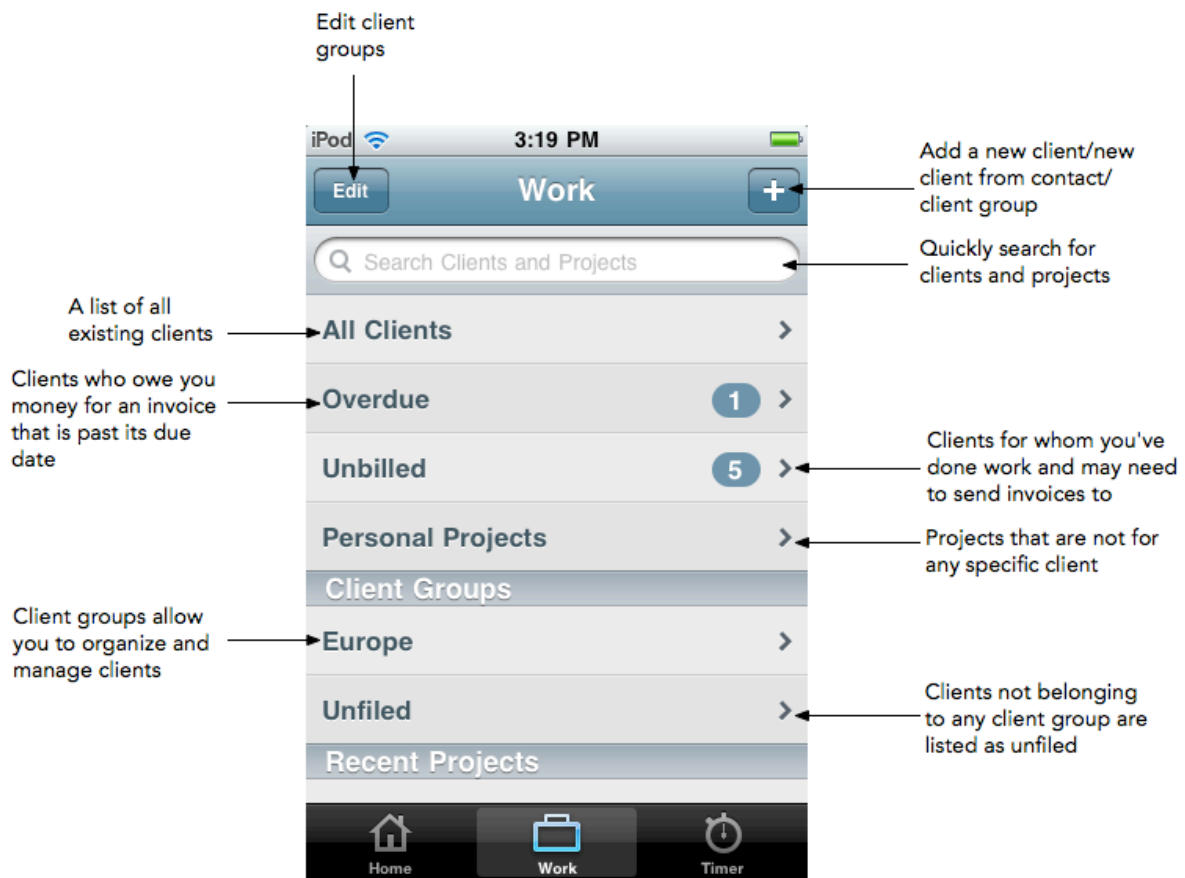 Edit client
groups
iPod 3:19 PM
Edit Work +
Add a new client/new
client from contact/
client group
Search Clients and Projects
Quickly search for
clients and projects
A list of all
existing clients
All Clients
Clients who owe you
money for an invoice
that is past its due
date
Overdue 1
Unbilled 5
Clients for whom you've
done work and may need
to send invoices to
Personal Projects
Projects that are not for
any specific client
Client Groups
Client groups allow
you to organize and
manage clients
Europe
Unfiled
Clients not belonging
to any client group are
listed as unfiled
Recent Projects
Home Work Timer